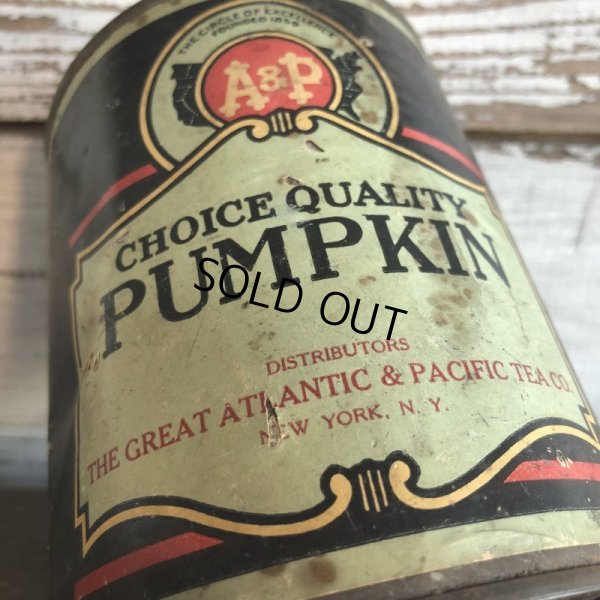 THE CIRCLE OF EXCELLENCE
FOUNDED 1859
A&P
CHOICE QUALITY
PUMPKIN
SOLD OUT
DISTRIBUTORS
THE GREAT ATLANTIC & PACIFIC TEA CO.
NEW YORK, N. Y.